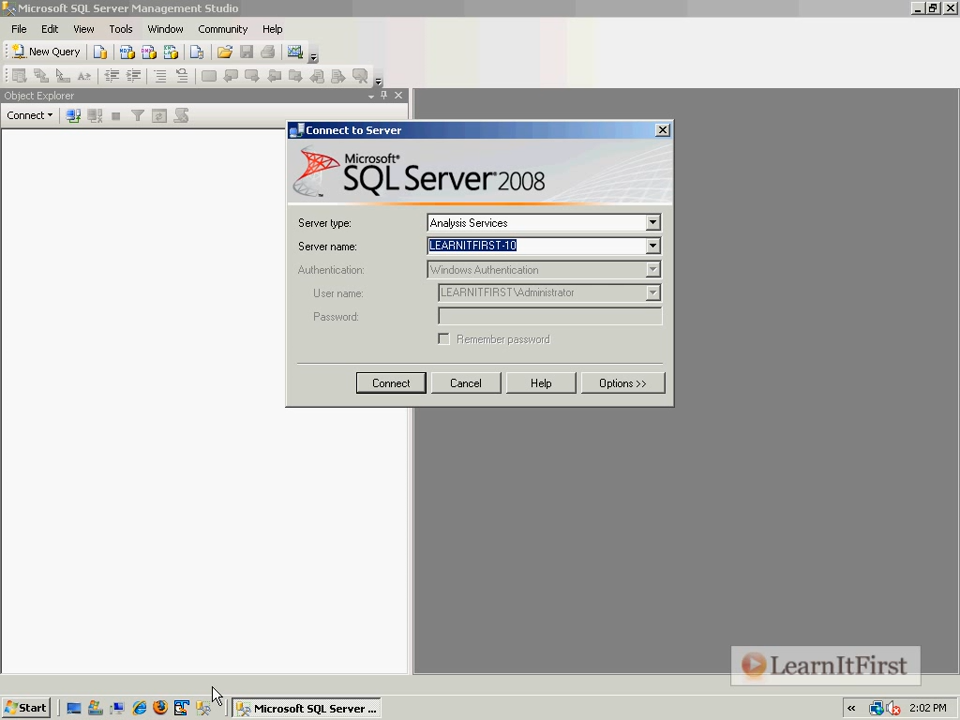 Microsoft SQL Server Management Studio
File Edit View Tools Window Community Help
New Query
Object Explorer
Connect
Connect to Server
Microsoft®
SQL Server®2008
Server type: Analysis Services
Server name: LEARNITFIRST-10
Authentication: Windows Authentication
User name: LEARNITFIRST\Administrator
Password:
Remember password
Connect Cancel Help Options >>
LearnItFirst
Start Microsoft SQL Server ... « 2:02 PM